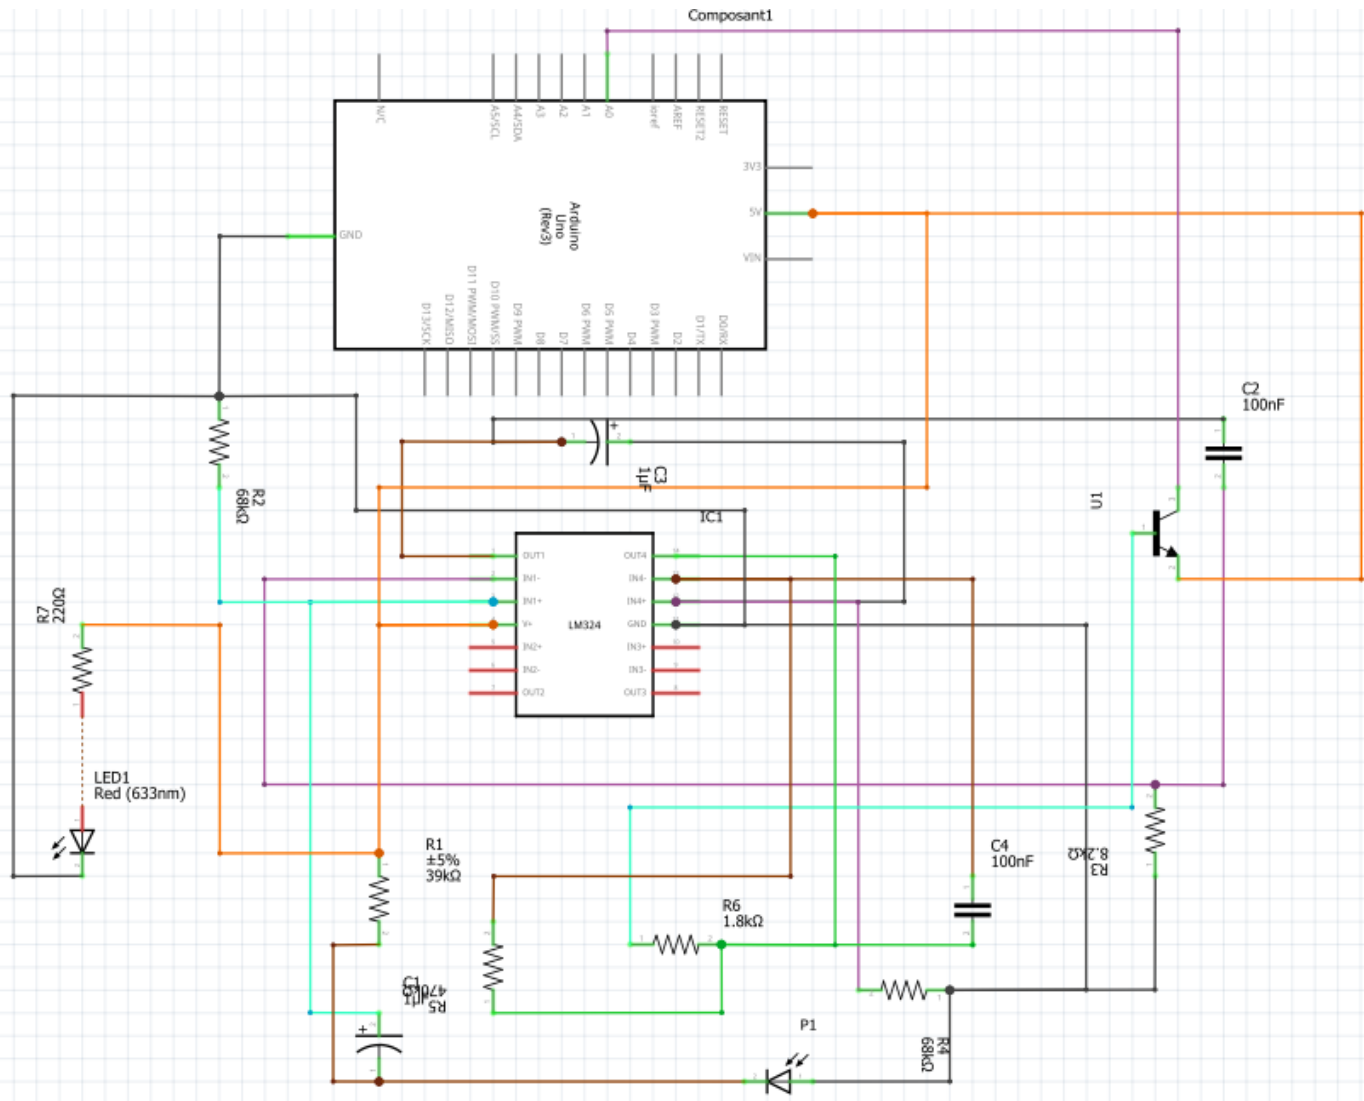 Composant1
N/C
A5/SCL
A4/SDA
A3
A2
A1
A0
ioref
AREF
RESET2
RESET
3V3
5V
VIN
GND
Arduino
Uno
(Rev3)
D13/SCK
D12/MISO
D11 PWM/MOSI
D10 PWM/SS
D9 PWM
D8
D7
D6 PWM
D5 PWM
D4
D3 PWM
D2
D1/TX
D0/RX
C2
100nF
C3
1µF
R2
68kΩ
U1
IC1
OUT1
IN1-
IN1+
V+
IN2+
IN2-
OUT2
LM324
OUT4
IN4-
IN4+
GND
IN3+
IN3-
OUT3
R7
220Ω
LED1
Red (633nm)
R1
±5%
39kΩ
C4
100nF
R3
8.2kΩ
R6
1.8kΩ
C1
1µF
R5
470kΩ
P1
R4
68kΩ